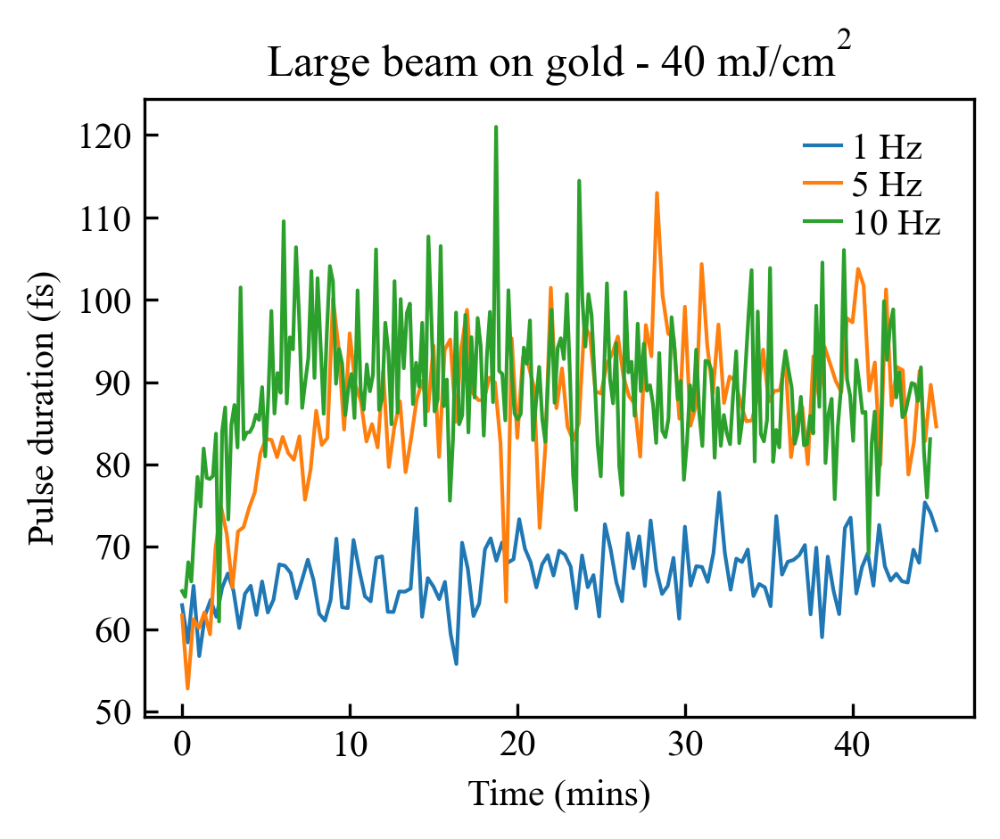 Large beam on gold - 40 mJ/cm²
120
110
100
90
80
70
60
50
Pulse duration (fs)
1 Hz
5 Hz
10 Hz
0 10 20 30 40
Time (mins)